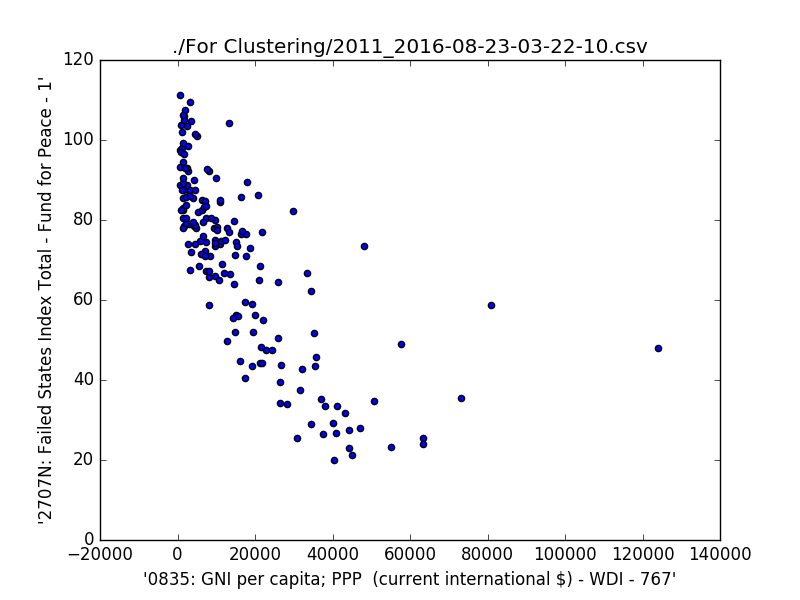 ./For Clustering/2011_2016-08-23-03-22-10.csv
120
100
80
60
40
20
0
'2707N: Failed States Index Total - Fund for Peace - 1'
−20000 0 20000 40000 60000 80000 100000 120000 140000
'0835: GNI per capita; PPP  (current international $) - WDI - 767'